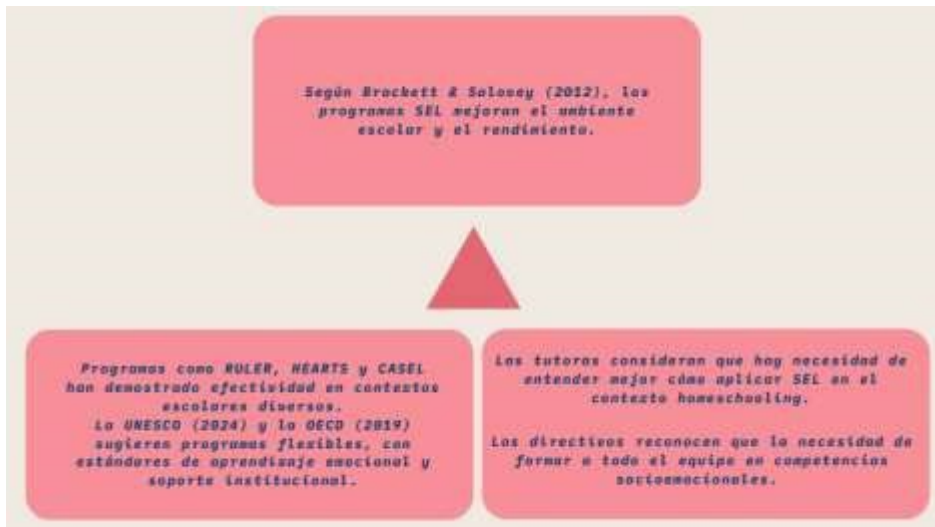 Según Brackett & Salovey (2012), los
programas SEL mejoran el ambiente
escolar y el rendimiento.
Programas como RULER, HEARTS y CASEL
han demostrado efectividad en contextos
escolares diversos.
La UNESCO (2024) y la OECD (2019)
sugieren programas flexibles, con
estándares de aprendizaje emocional y
soporte institucional.
Las tutoras consideran que hay necesidad de
entender mejor cómo aplicar SEL en el
contexto homeschooling.
Los directivos reconocen que la necesidad de
formar a todo el equipo en competencias
socioemocionales.